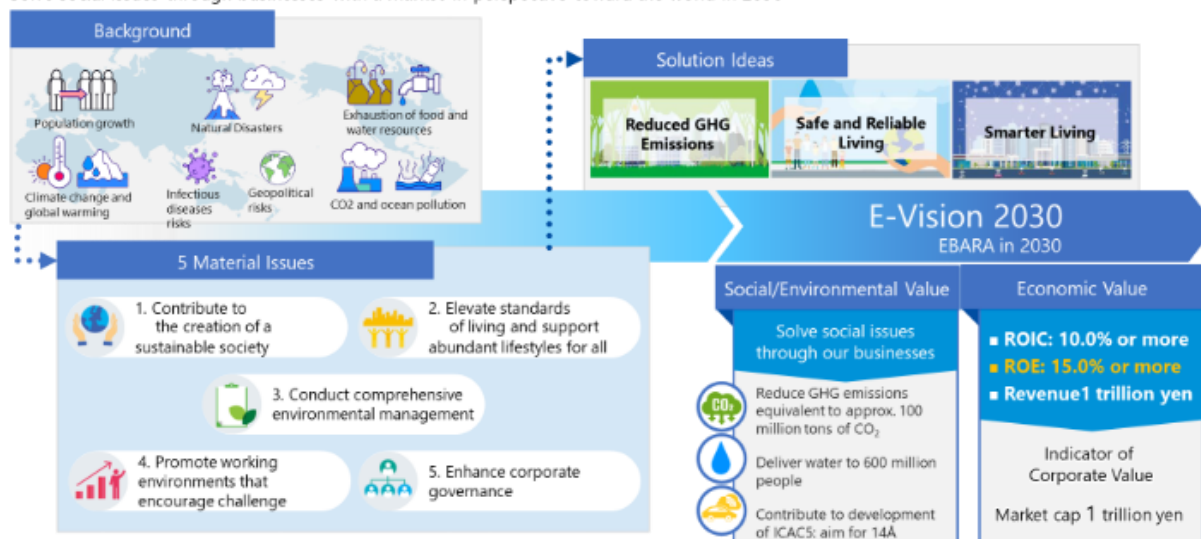 Background
Population growth
Natural Disasters
Exhaustion of food and
water resources
Climate change and
global warming
Infectious
diseases
risks
Geopolitical
risks
CO2 and ocean pollution
Solution Ideas
Reduced GHG
Emissions
Safe and Reliable
Living
Smarter Living
E-Vision 2030
EBARA in 2030
5 Material Issues
1. Contribute to
the creation of a
sustainable society
2. Elevate standards
of living and support
abundant lifestyles for all
3. Conduct comprehensive
environmental management
4. Promote working
environments that
encourage challenge
5. Enhance corporate
governance
Social/Environmental Value
Solve social issues
through our businesses
CO₂
Reduce GHG emissions
equivalent to approx. 100
million tons of CO₂
Deliver water to 600 million
people
Contribute to development
of ICAC5: aim for 14Å
Economic Value
■ ROIC: 10.0% or more
■ ROE: 15.0% or more
■ Revenue1 trillion yen
Indicator of
Corporate Value
Market cap 1 trillion yen